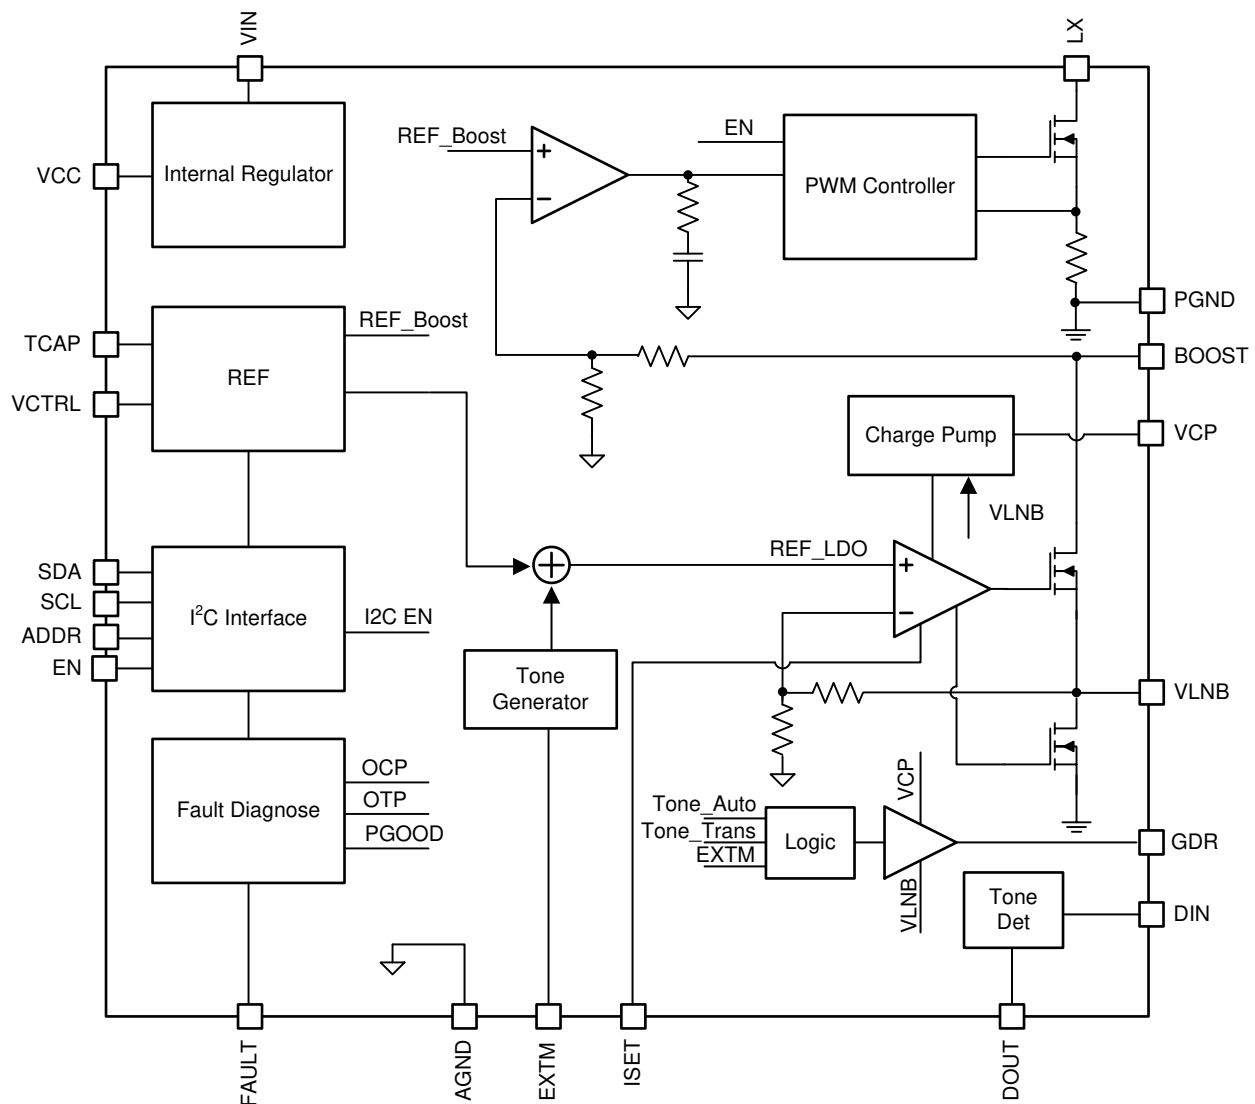 VIN
LX
Internal Regulator
VCC
REF_Boost
+
−
EN
PWM Controller
PGND
BOOST
TCAP
VCTRL
REF
REF_Boost
Charge Pump
VCP
VLNB
SDA
SCL
ADDR
EN
I²C Interface
I2C EN
REF_LDO
+
−
Tone
Generator
VLNB
Fault Diagnose
OCP
OTP
PGOOD
Tone_Auto
Tone_Trans
EXTM
Logic
VCP
VLNB
GDR
Tone
Det
DIN
FAULT
AGND
EXTM
ISET
DOUT